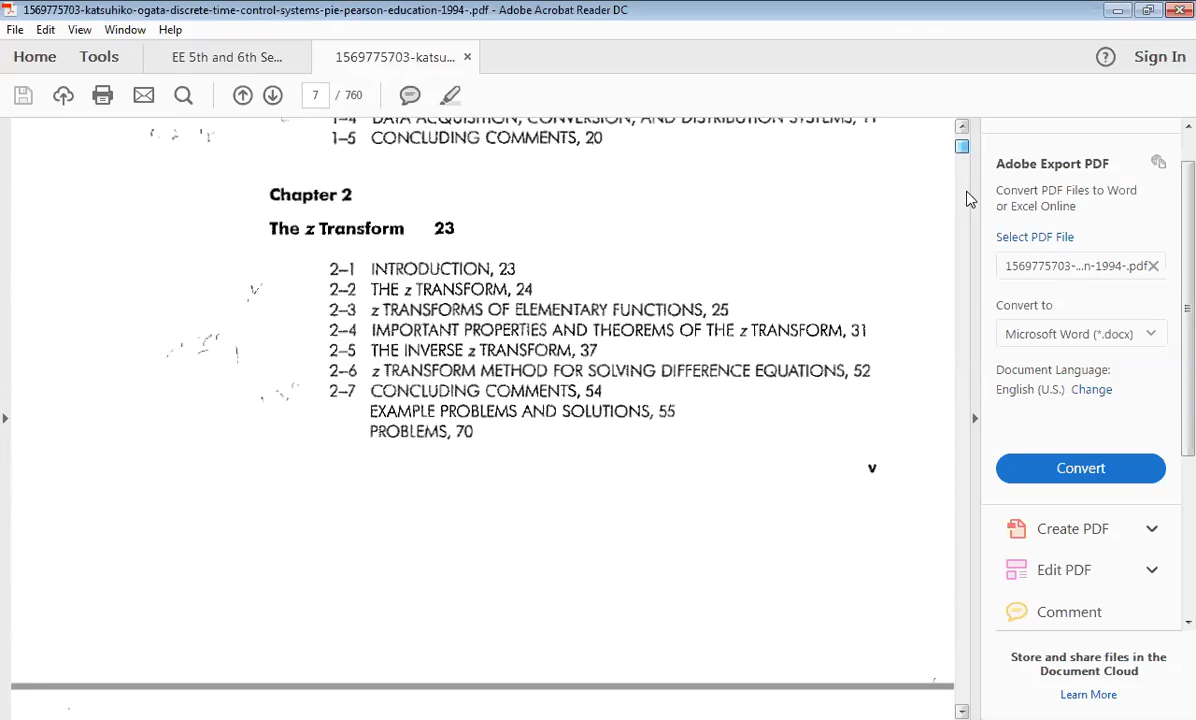 1569775703-katsuhiko-ogata-discrete-time-control-systems-pie-pearson-education-1994-.pdf - Adobe Acrobat Reader DC
File Edit View Window Help
Home Tools EE 5th and 6th Se... 1569775703-katsu... × ? Sign In
7 / 760
1-4 DATA ACQUISITION, CONVERSION, AND DISTRIBUTION SYSTEMS, 11
1–5 CONCLUDING COMMENTS, 20
Chapter 2
The z Transform 23
2–1 INTRODUCTION, 23
2–2 THE z TRANSFORM, 24
2–3 z TRANSFORMS OF ELEMENTARY FUNCTIONS, 25
2–4 IMPORTANT PROPERTIES AND THEOREMS OF THE z TRANSFORM, 31
2–5 THE INVERSE z TRANSFORM, 37
2–6 z TRANSFORM METHOD FOR SOLVING DIFFERENCE EQUATIONS, 52
2–7 CONCLUDING COMMENTS, 54
EXAMPLE PROBLEMS AND SOLUTIONS, 55
PROBLEMS, 70
v
Adobe Export PDF
Convert PDF Files to Word
or Excel Online
Select PDF File
1569775703-...n-1994-.pdf
Convert to
Microsoft Word (*.docx)
Document Language:
English (U.S.) Change
Convert
Create PDF
Edit PDF
Comment
Store and share files in the
Document Cloud
Learn More